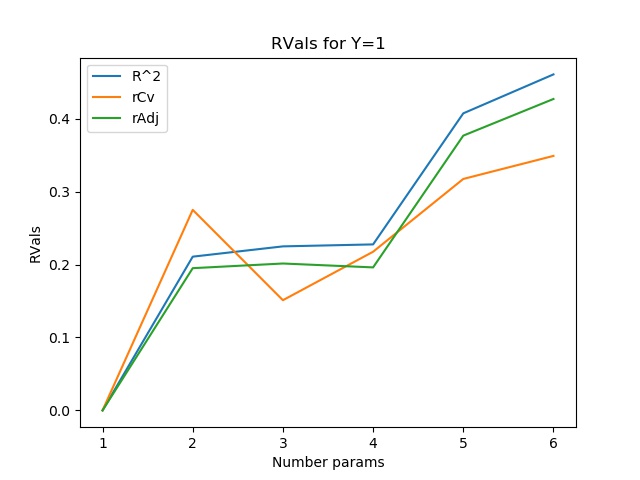 RVals for Y=1
R^2
rCv
rAdj
0.4
0.3
0.2
0.1
0.0
RVals
1 2 3 4 5 6
Number params